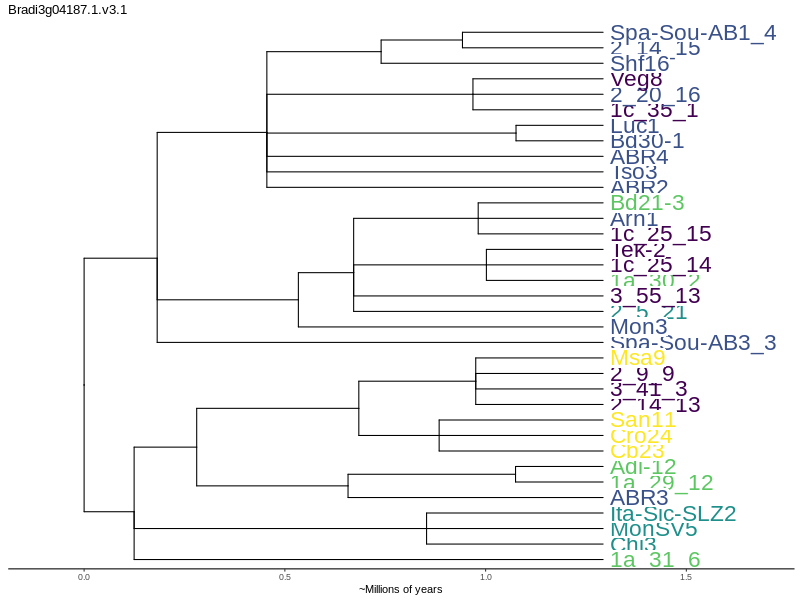 Bradi3g04187.1.v3.1
Spa-Sou-AB1_4
2_14_15
Shf16
Veg8
2_20_16
1c_35_1
Luc1
Bd30-1
ABR4
Iso3
ABR2
Bd21-3
Arn1
1c_25_15
Tek-2
1c_25_14
1a_30_2
3_55_13
2_5_21
Mon3
Spa-Sou-AB3_3
Msa9
2_9_9
3_41_3
2_14_13
San11
Cro24
Cb23
Adi-12
1a_29_12
ABR3
Ita-Sic-SLZ2
MonSV5
Chi3
1a_31_6
0.0 0.5 1.0 1.5
~Millions of years